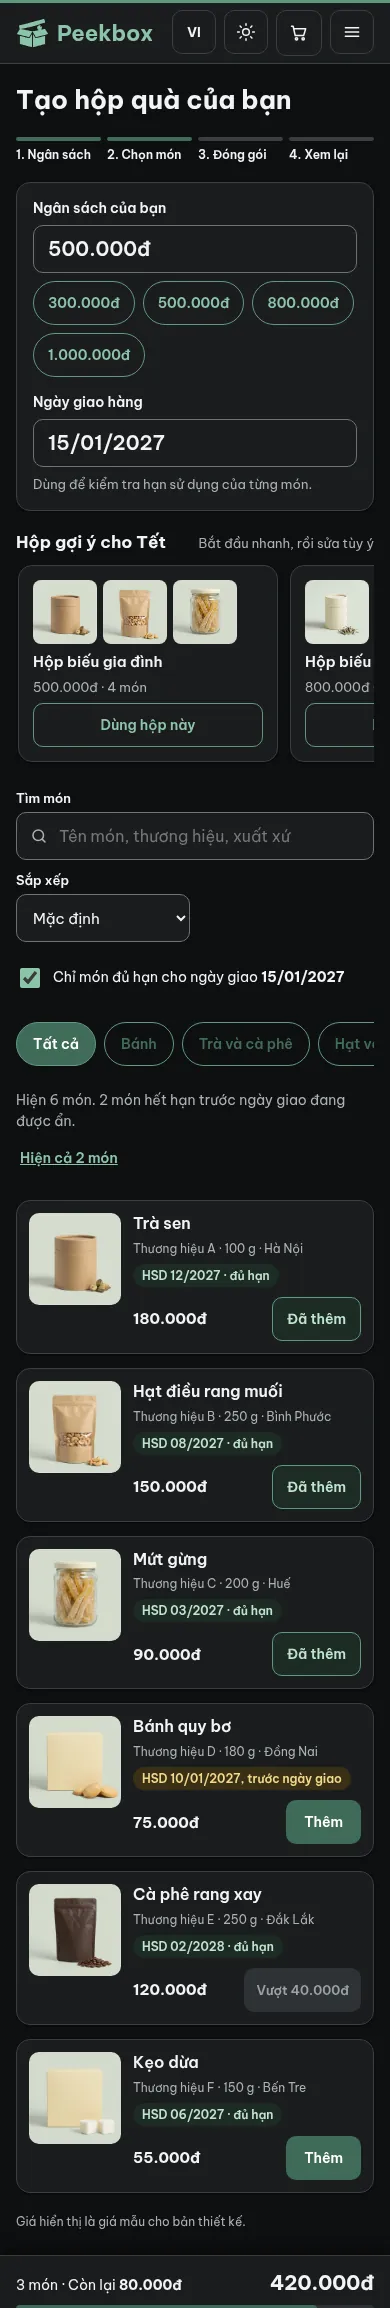 Peekbox
VI
Tạo hộp quà của bạn
1. Ngân sách
2. Chọn món
3. Đóng gói
4. Xem lại
Ngân sách của bạn
500.000đ
300.000đ
500.000đ
800.000đ
1.000.000đ
Ngày giao hàng
15/01/2027
Dùng để kiểm tra hạn sử dụng của từng món.
Hộp gợi ý cho Tết
Bắt đầu nhanh, rồi sửa tùy ý
Hộp biếu gia đình
500.000đ · 4 món
Dùng hộp này
Hộp biếu
800.000đ
Tìm món
Tên món, thương hiệu, xuất xứ
Sắp xếp
Mặc định
Chỉ món đủ hạn cho ngày giao 15/01/2027
Tất cả
Bánh
Trà và cà phê
Hạt
Hiện 6 món. 2 món hết hạn trước ngày giao đang
được ẩn.
Hiện cả 2 món
Trà sen
Thương hiệu A · 100 g · Hà Nội
HSD 12/2027 · đủ hạn
180.000đ
Đã thêm
Hạt điều rang muối
Thương hiệu B · 250 g · Bình Phước
HSD 08/2027 · đủ hạn
150.000đ
Đã thêm
Mứt gừng
Thương hiệu C · 200 g · Huế
HSD 03/2027 · đủ hạn
90.000đ
Đã thêm
Bánh quy bơ
Thương hiệu D · 180 g · Đồng Nai
HSD 10/01/2027, trước ngày giao
75.000đ
Thêm
Cà phê rang xay
Thương hiệu E · 250 g · Đắk Lắk
HSD 02/2028 · đủ hạn
120.000đ
Vượt 40.000đ
Kẹo dừa
Thương hiệu F · 150 g · Bến Tre
HSD 06/2027 · đủ hạn
55.000đ
Thêm
Giá hiển thị là giá mẫu cho bản thiết kế.
3 món · Còn lại 80.000đ
420.000đ